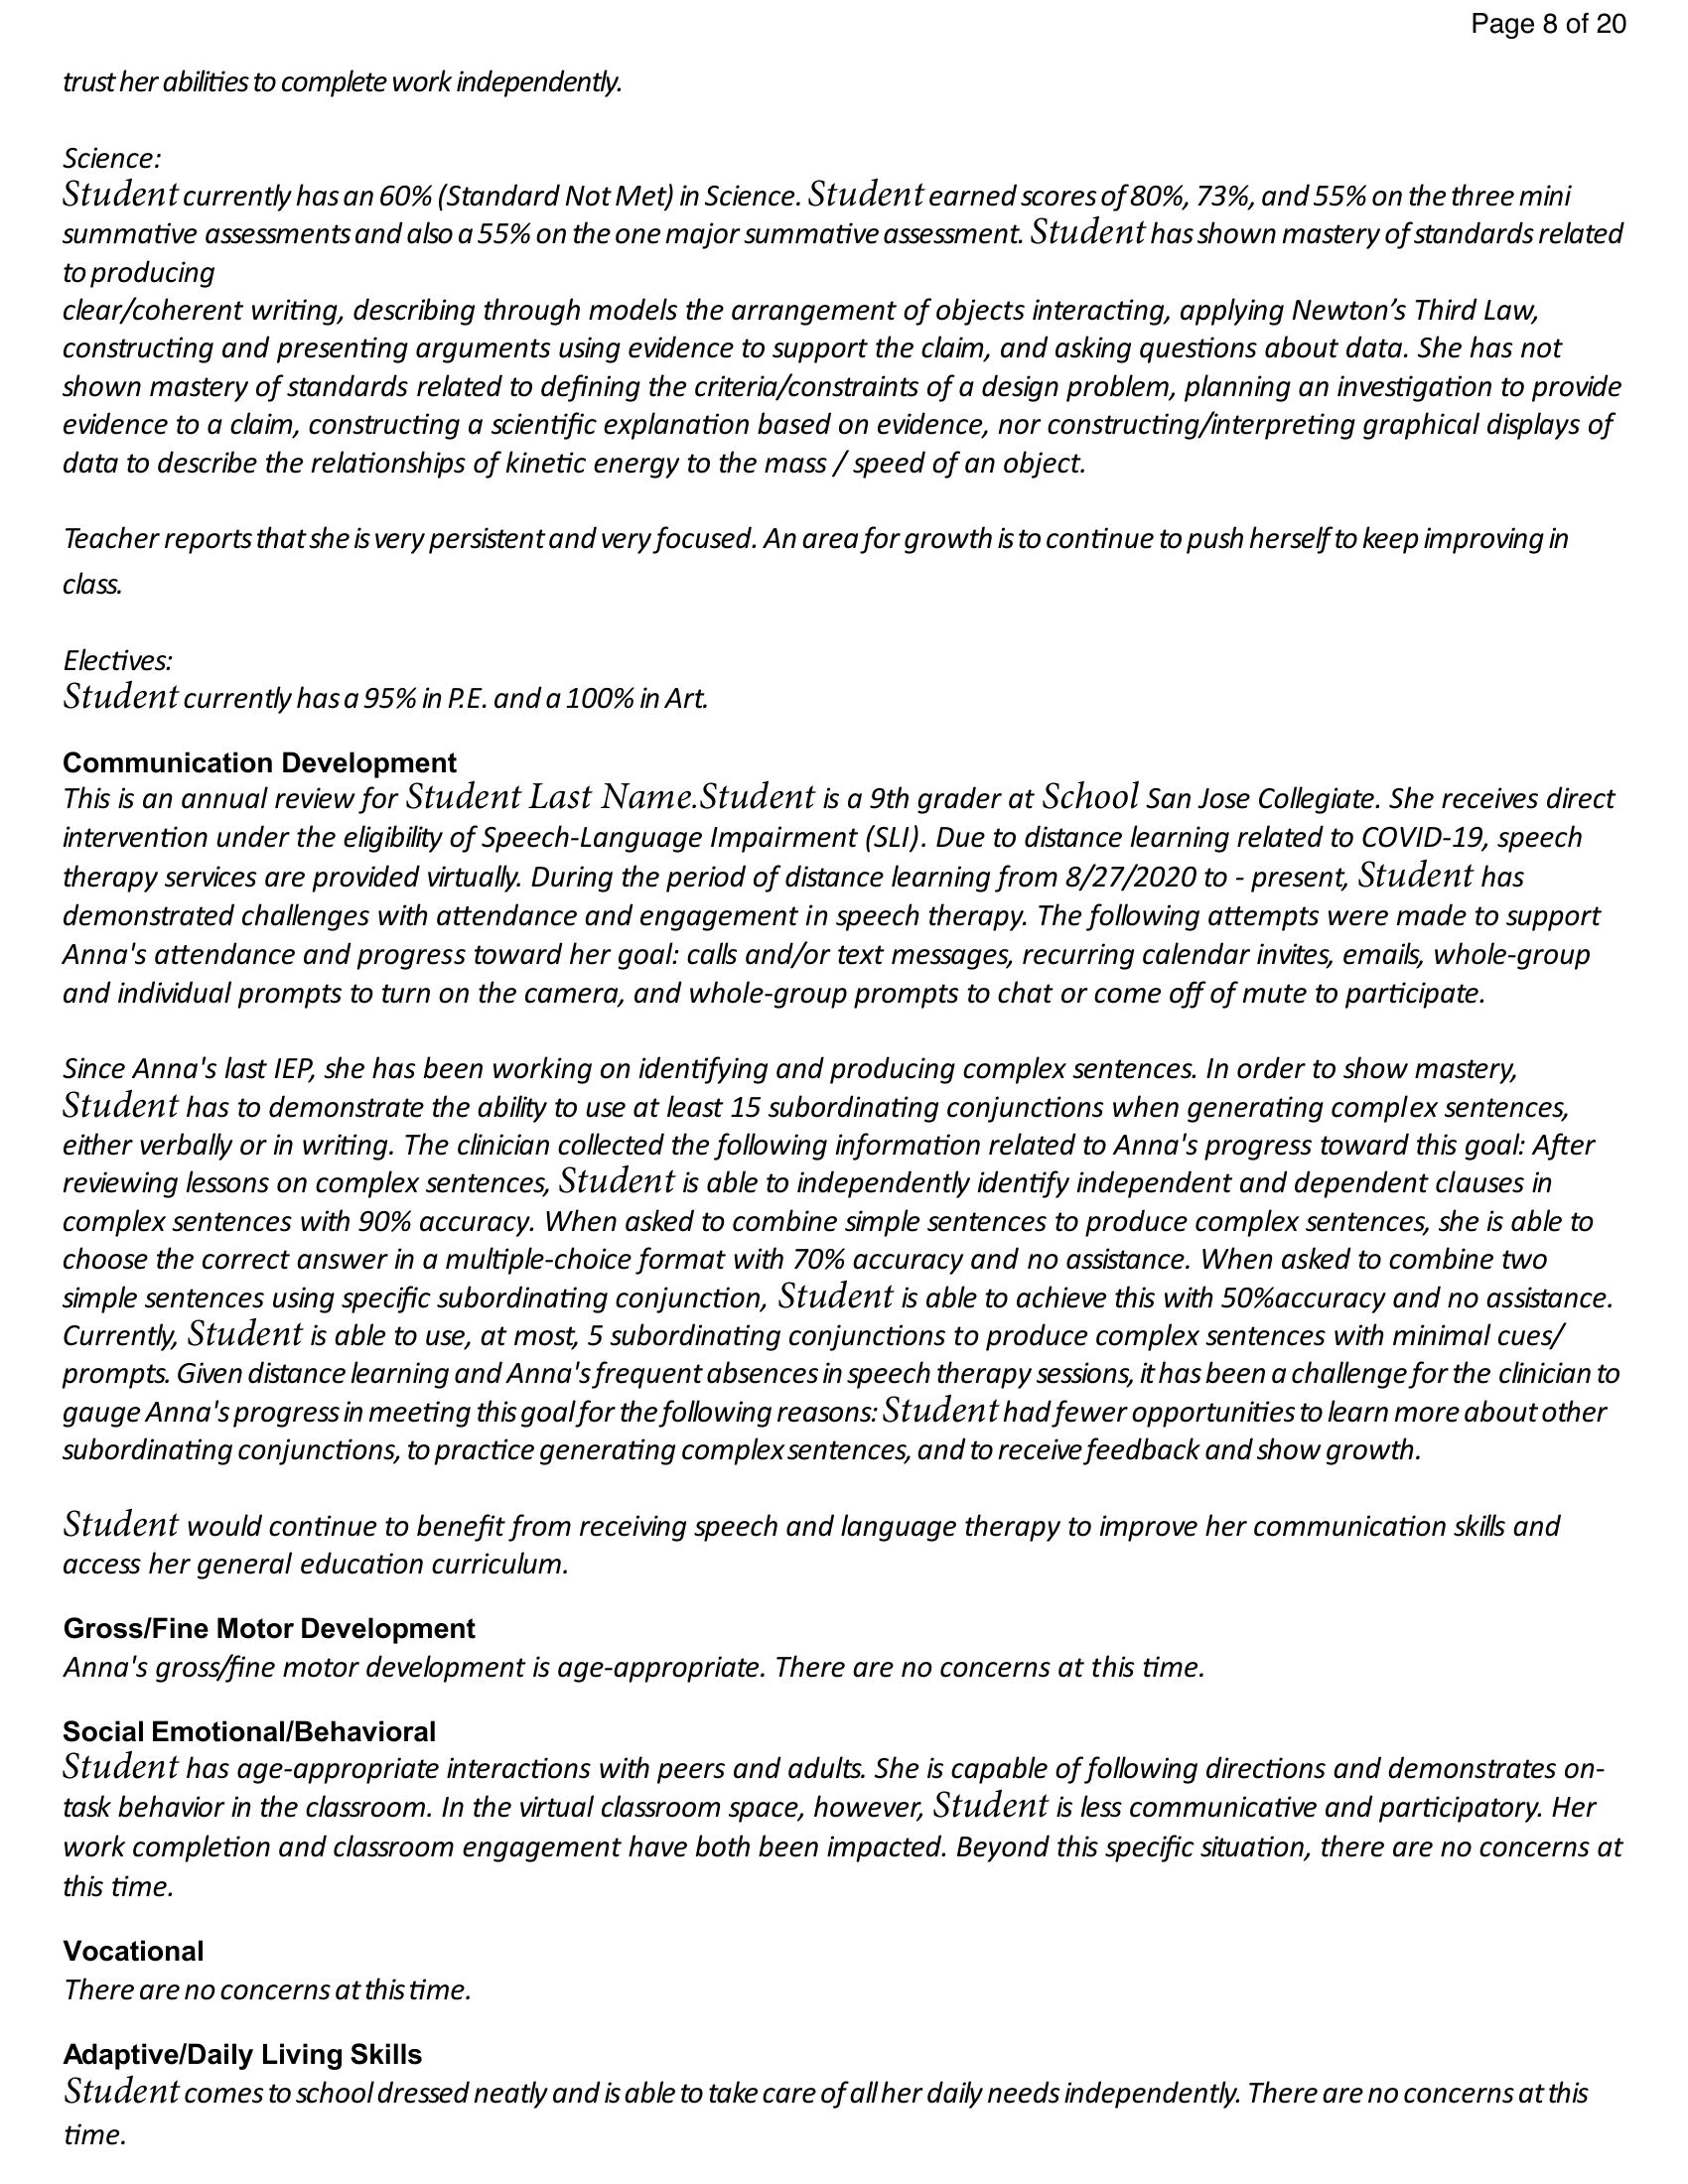 Page 8 of 20
trust her abilities to complete work independently.
Science:
Student currently has an 60% (Standard Not Met) in Science. Student earned scores of 80%, 73%, and 55% on the three mini
summative assessments and also a 55% on the one major summative assessment. Student has shown mastery of standards related
to producing
clear/coherent writing, describing through models the arrangement of objects interacting, applying Newton’s Third Law,
constructing and presenting arguments using evidence to support the claim, and asking questions about data. She has not
shown mastery of standards related to defining the criteria/constraints of a design problem, planning an investigation to provide
evidence to a claim, constructing a scientific explanation based on evidence, nor constructing/interpreting graphical displays of
data to describe the relationships of kinetic energy to the mass / speed of an object.
Teacher reports that she is very persistent and very focused. An area for growth is to continue to push herself to keep improving in
class.
Electives:
Student currently has a 95% in P.E. and a 100% in Art.
Communication Development
This is an annual review for Student Last Name.Student is a 9th grader at School San Jose Collegiate. She receives direct
intervention under the eligibility of Speech-Language Impairment (SLI). Due to distance learning related to COVID-19, speech
therapy services are provided virtually. During the period of distance learning from 8/27/2020 to - present, Student has
demonstrated challenges with attendance and engagement in speech therapy. The following attempts were made to support
Anna's attendance and progress toward her goal: calls and/or text messages, recurring calendar invites, emails, whole-group
and individual prompts to turn on the camera, and whole-group prompts to chat or come off of mute to participate.
Since Anna's last IEP, she has been working on identifying and producing complex sentences. In order to show mastery,
Student has to demonstrate the ability to use at least 15 subordinating conjunctions when generating complex sentences,
either verbally or in writing. The clinician collected the following information related to Anna's progress toward this goal: After
reviewing lessons on complex sentences, Student is able to independently identify independent and dependent clauses in
complex sentences with 90% accuracy. When asked to combine simple sentences to produce complex sentences, she is able to
choose the correct answer in a multiple-choice format with 70% accuracy and no assistance. When asked to combine two
simple sentences using specific subordinating conjunction, Student is able to achieve this with 50%accuracy and no assistance.
Currently, Student is able to use, at most, 5 subordinating conjunctions to produce complex sentences with minimal cues/
prompts. Given distance learning and Anna's frequent absences in speech therapy sessions, it has been a challenge for the clinician to
gauge Anna's progress in meeting this goal for the following reasons: Student had fewer opportunities to learn more about other
subordinating conjunctions, to practice generating complex sentences, and to receive feedback and show growth.
Student would continue to benefit from receiving speech and language therapy to improve her communication skills and
access her general education curriculum.
Gross/Fine Motor Development
Anna's gross/fine motor development is age-appropriate. There are no concerns at this time.
Social Emotional/Behavioral
Student has age-appropriate interactions with peers and adults. She is capable of following directions and demonstrates on-
task behavior in the classroom. In the virtual classroom space, however, Student is less communicative and participatory. Her
work completion and classroom engagement have both been impacted. Beyond this specific situation, there are no concerns at
this time.
Vocational
There are no concerns at this time.
Adaptive/Daily Living Skills
Student comes to school dressed neatly and is able to take care of all her daily needs independently. There are no concerns at this
time.